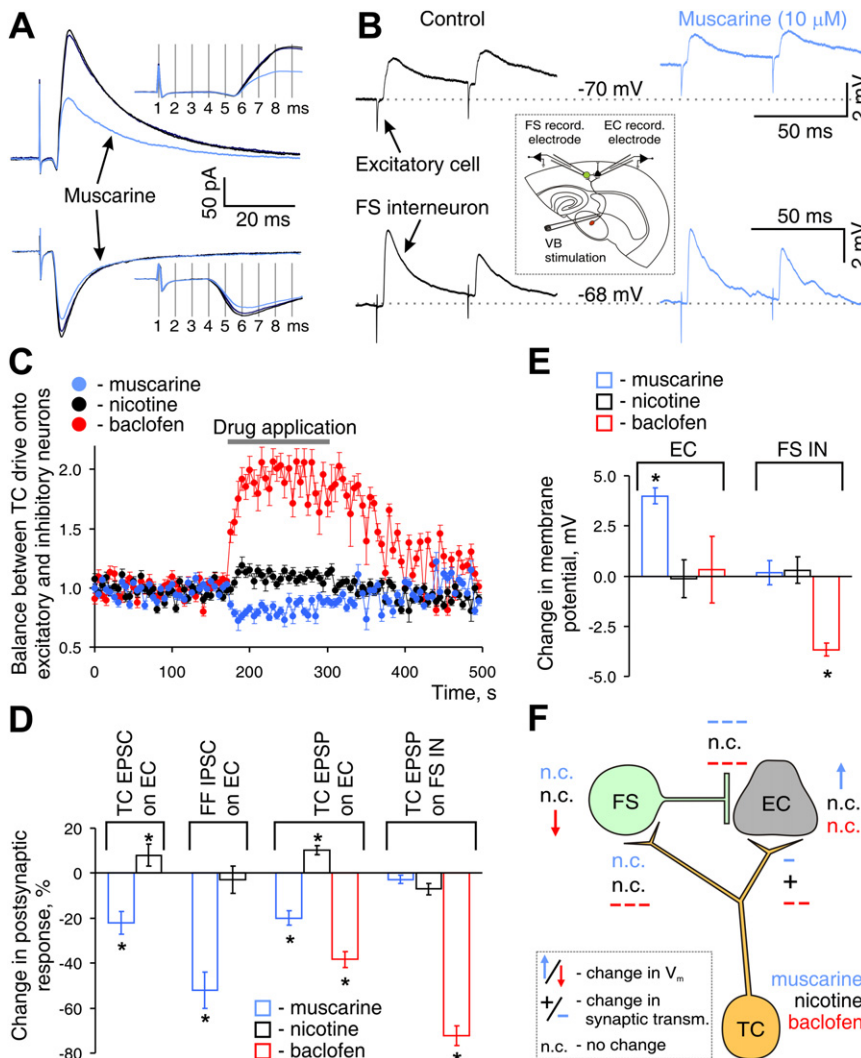 A
1 2 3 4 5 6 7 8 ms
Muscarine
50 pA
20 ms
1 2 3 4 5 6 7 8 ms
B
Control
Muscarine (10 μM)
-70 mV
2 mV
50 ms
Excitatory cell
FS record. electrode
EC record. electrode
VB stimulation
FS interneuron
50 ms
2 mV
-68 mV
C
- muscarine
- nicotine
- baclofen
Drug application
Balance between TC drive onto
excitatory and inhibitory neurons
2.0
1.5
1.0
0.5
0 100 200 300 400 500
Time, s
E
- muscarine
- nicotine
- baclofen
EC
FS IN
Change in membrane
potential, mV
5.0
2.5
0.0
-2.5
-5.0
*
*
D
TC EPSC
on EC
FF IPSC
on EC
TC EPSP
on EC
TC EPSP
on FS IN
Change in postsynaptic
response, %
20
0
-20
-40
-60
-80
*
*
*
*
*
*
*
- muscarine
- nicotine
- baclofen
F
– – –
n.c.
– – –
n.c.
n.c.
FS
EC
n.c.
n.c.
n.c.
n.c.
– – –
–
+
– –
/ - change in Vm
+/– - change in
synaptic transm.
n.c. - no change
TC
muscarine
nicotine
baclofen